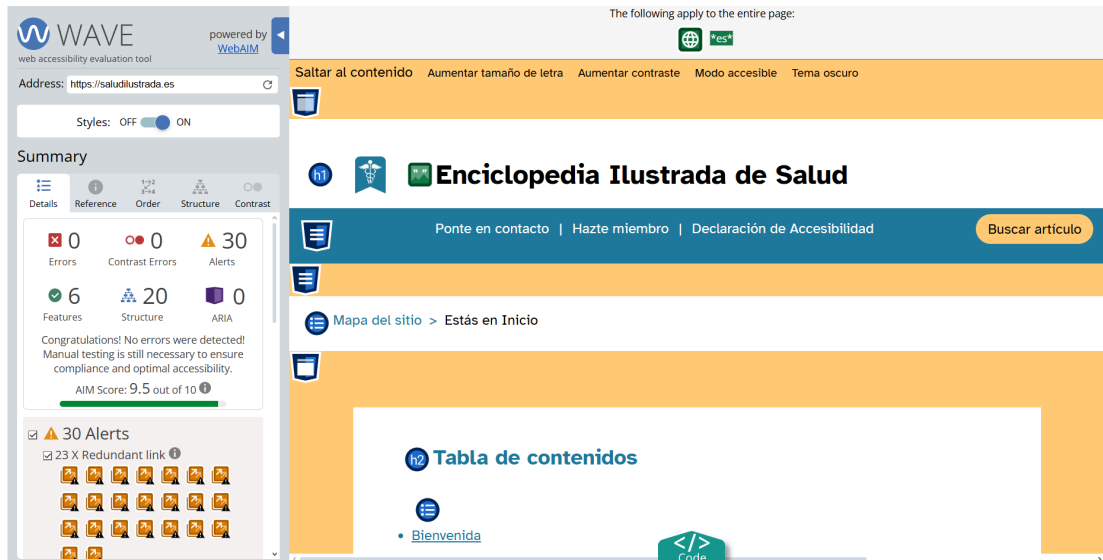 WAVE
powered by
WebAIM
web accessibility evaluation tool
Address: https://saludilustrada.es
Styles: OFF ON
Summary
Details Reference Order Structure Contrast
0 0 30
Errors Contrast Errors Alerts
6 20 0
Features Structure ARIA
Congratulations! No errors were detected!
Manual testing is still necessary to ensure
compliance and optimal accessibility.
AIM Score: 9.5 out of 10
30 Alerts
23 X Redundant link
The following apply to the entire page:
*es*
Saltar al contenido Aumentar tamaño de letra Aumentar contraste Modo accesible Tema oscuro
h1 Enciclopedia Ilustrada de Salud
Ponte en contacto | Hazte miembro | Declaración de Accesibilidad Buscar artículo
Mapa del sitio > Estás en Inicio
h2 Tabla de contenidos
• Bienvenida
</>
Code